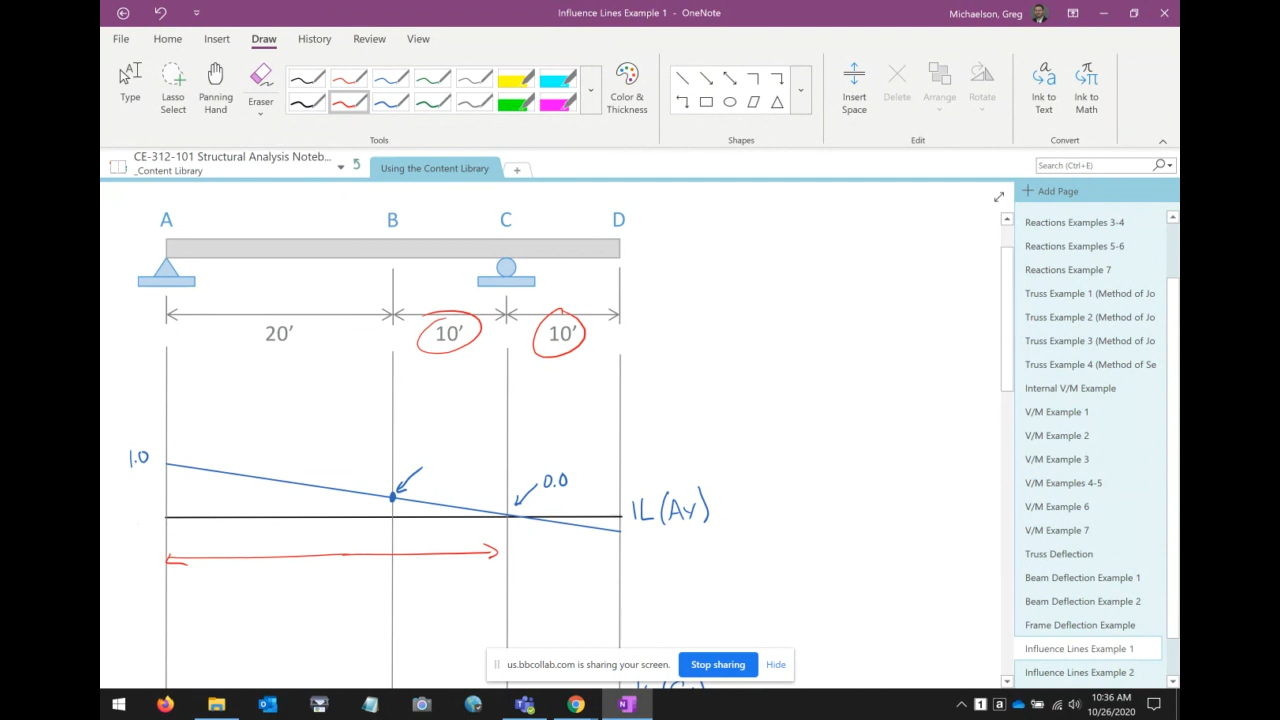 Influence Lines Example 1 - OneNote
Michaelson, Greg
File Home Insert Draw History Review View
Type
Lasso Select
Panning Hand
Eraser
Color & Thickness
Insert Space
Delete
Arrange
Rotate
Ink to Text
Ink to Math
Tools
Shapes
Edit
Convert
CE-312-101 Structural Analysis Noteb...
_Content Library
Using the Content Library
Search (Ctrl+E)
Add Page
Reactions Examples 3-4
Reactions Examples 5-6
Reactions Example 7
Truss Example 1 (Method of Jo
Truss Example 2 (Method of Jo
Truss Example 3 (Method of Jo
Truss Example 4 (Method of Se
Internal V/M Example
V/M Example 1
V/M Example 2
V/M Example 3
V/M Examples 4-5
V/M Example 6
V/M Example 7
Truss Deflection
Beam Deflection Example 1
Beam Deflection Example 2
Frame Deflection Example
Influence Lines Example 1
Influence Lines Example 2
A B C D
20' 10' 10'
1.0
0.0
IL (Ay)
us.bbcollab.com is sharing your screen.
Stop sharing
Hide
10:36 AM
10/26/2020